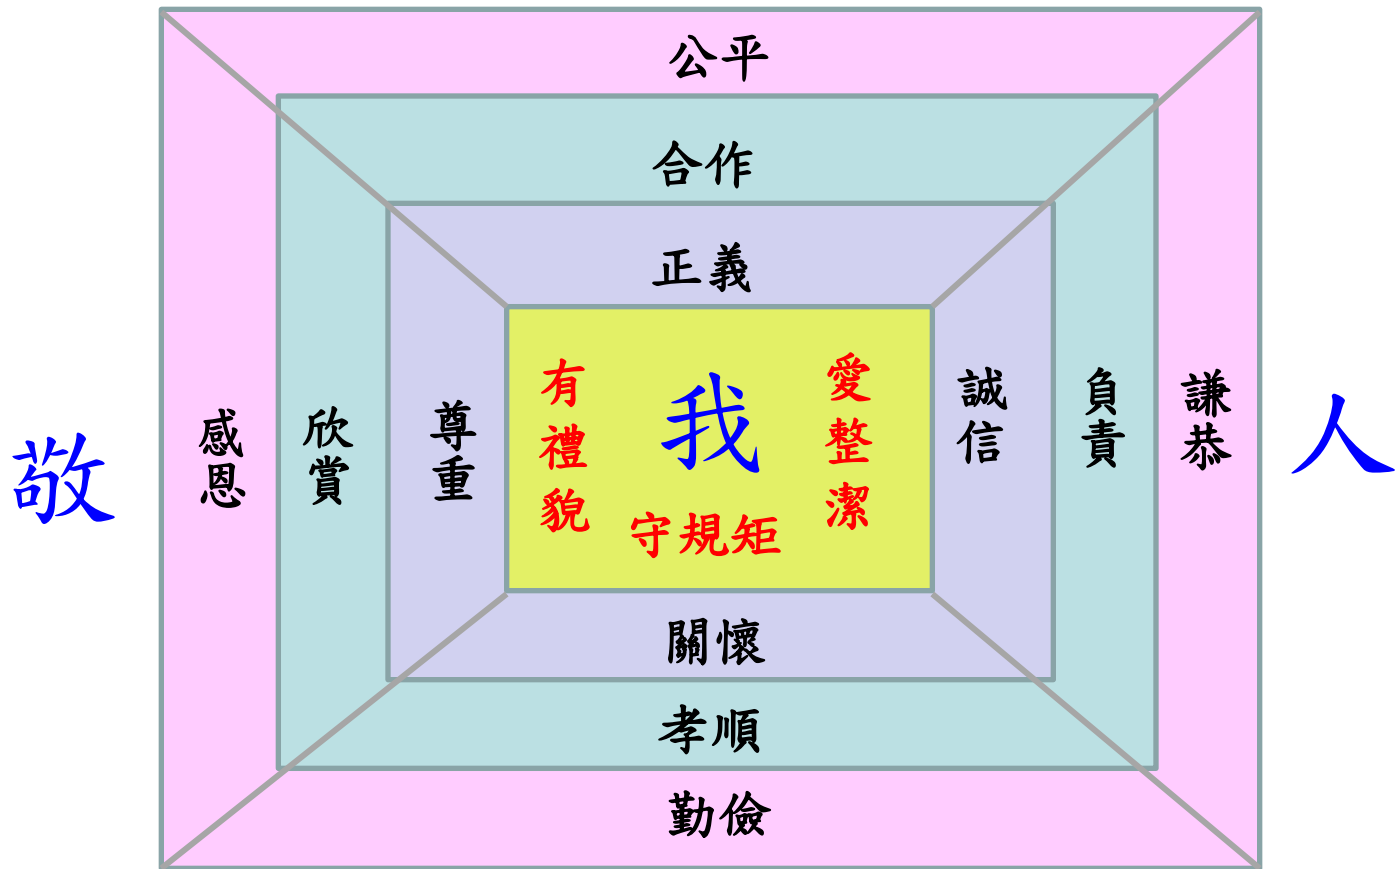 公平
合作
正義
敬
感恩
欣賞
尊重
有禮貌
我
愛整潔
守規矩
誠信
負責
謙恭
人
關懷
孝順
勤儉